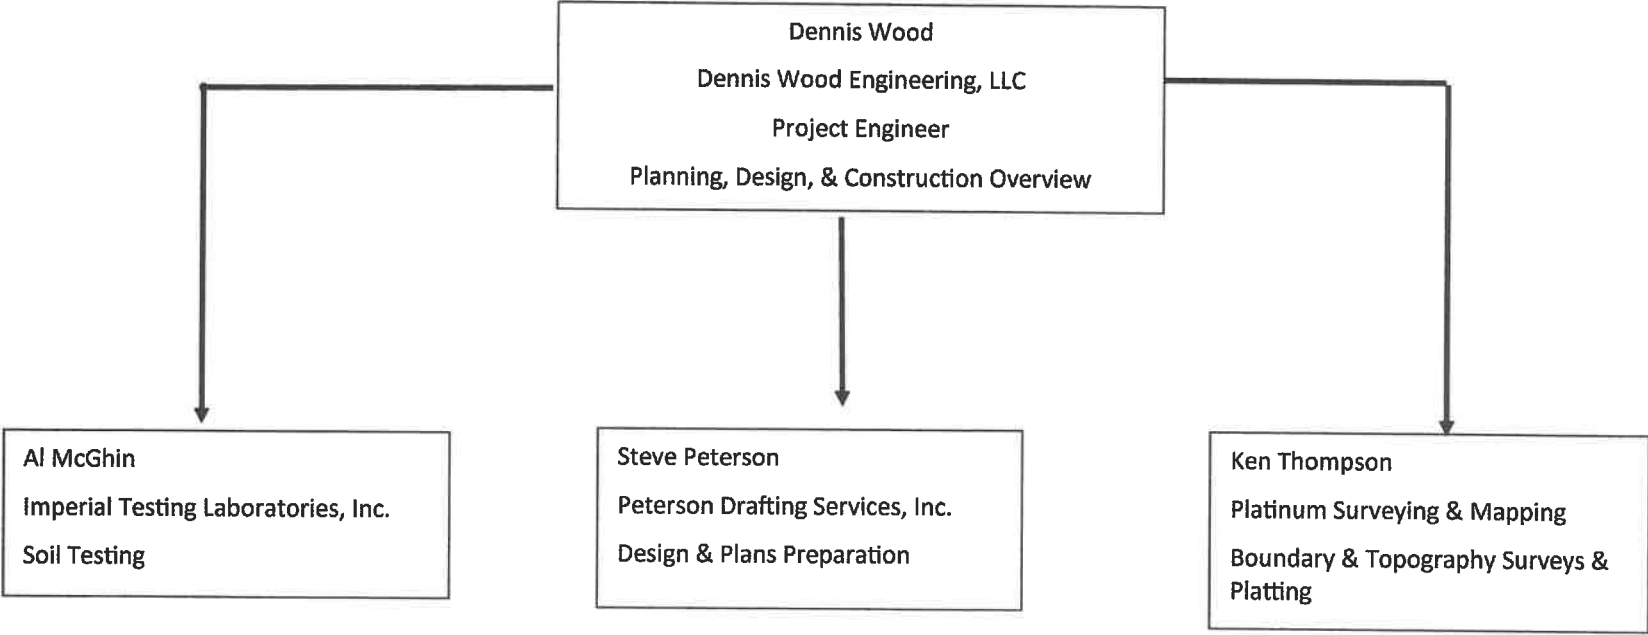 Dennis Wood
Dennis Wood Engineering, LLC
Project Engineer
Planning, Design, & Construction Overview
Al McGhin
Imperial Testing Laboratories, Inc.
Soil Testing
Steve Peterson
Peterson Drafting Services, Inc.
Design & Plans Preparation
Ken Thompson
Platinum Surveying & Mapping
Boundary & Topography Surveys &
Platting